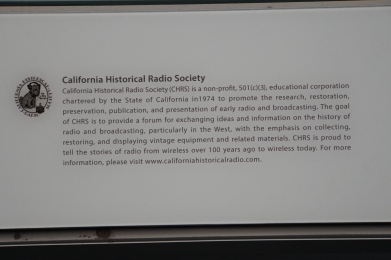 California Historical Radio Society
California Historical Radio Society (CHRS) is a non-profit, 501(c)(3), educational corporation
chartered by the State of California in1974 to promote the research, restoration,
preservation, publication, and presentation of early radio and broadcasting. The goal
of CHRS is to provide a forum for exchanging ideas and information on the history of
radio and broadcasting, particularly in the West, with the emphasis on collecting,
restoring, and displaying vintage equipment and related materials. CHRS is proud to
tell the stories of radio from wireless over 100 years ago to wireless today. For more
information, please visit www.californiahistoricalradio.com.